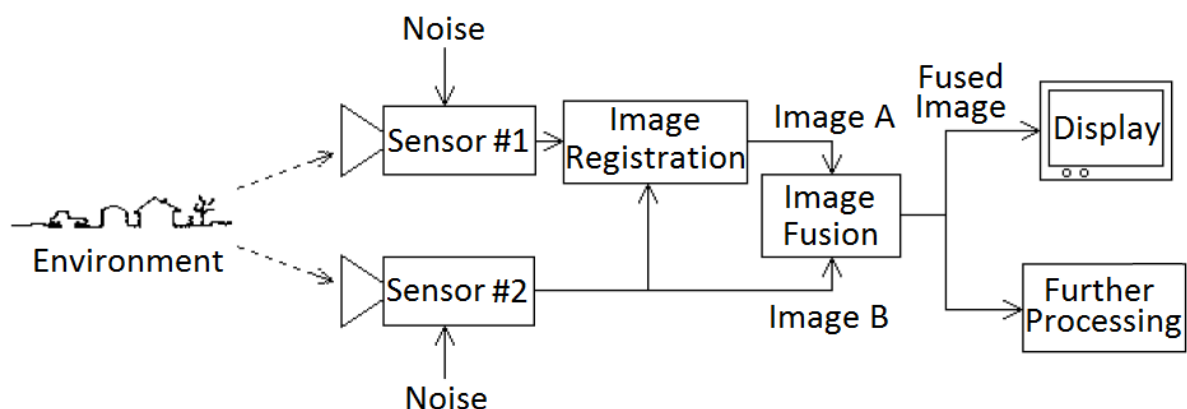 Noise
Sensor #1
Image
Registration
Image A
Fused
Image
Display
Environment
Image
Fusion
Sensor #2
Image B
Further
Processing
Noise